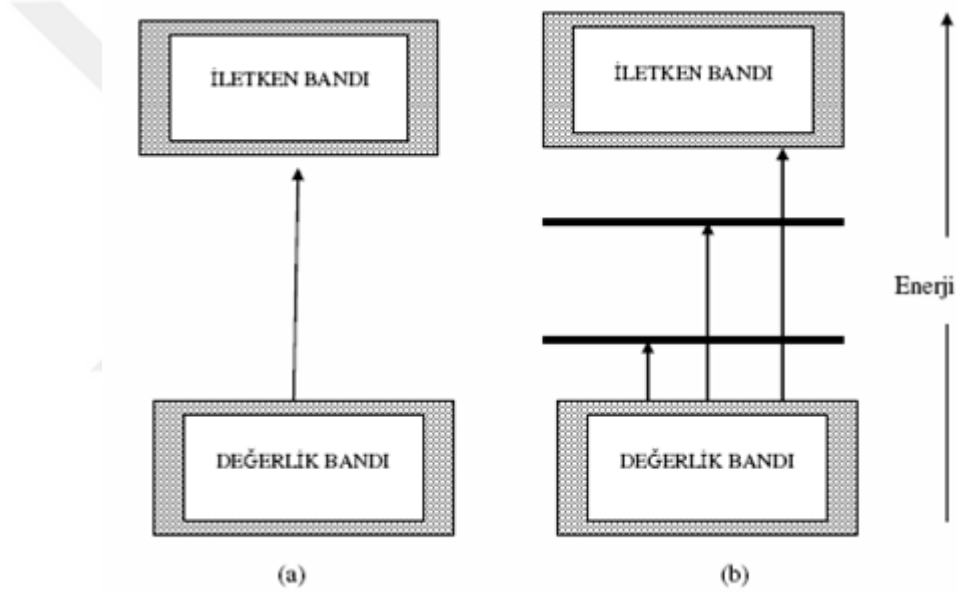 İLETKEN BANDI
İLETKEN BANDI
Enerji
DEĞERLİK BANDI
DEĞERLİK BANDI
(a)
(b)